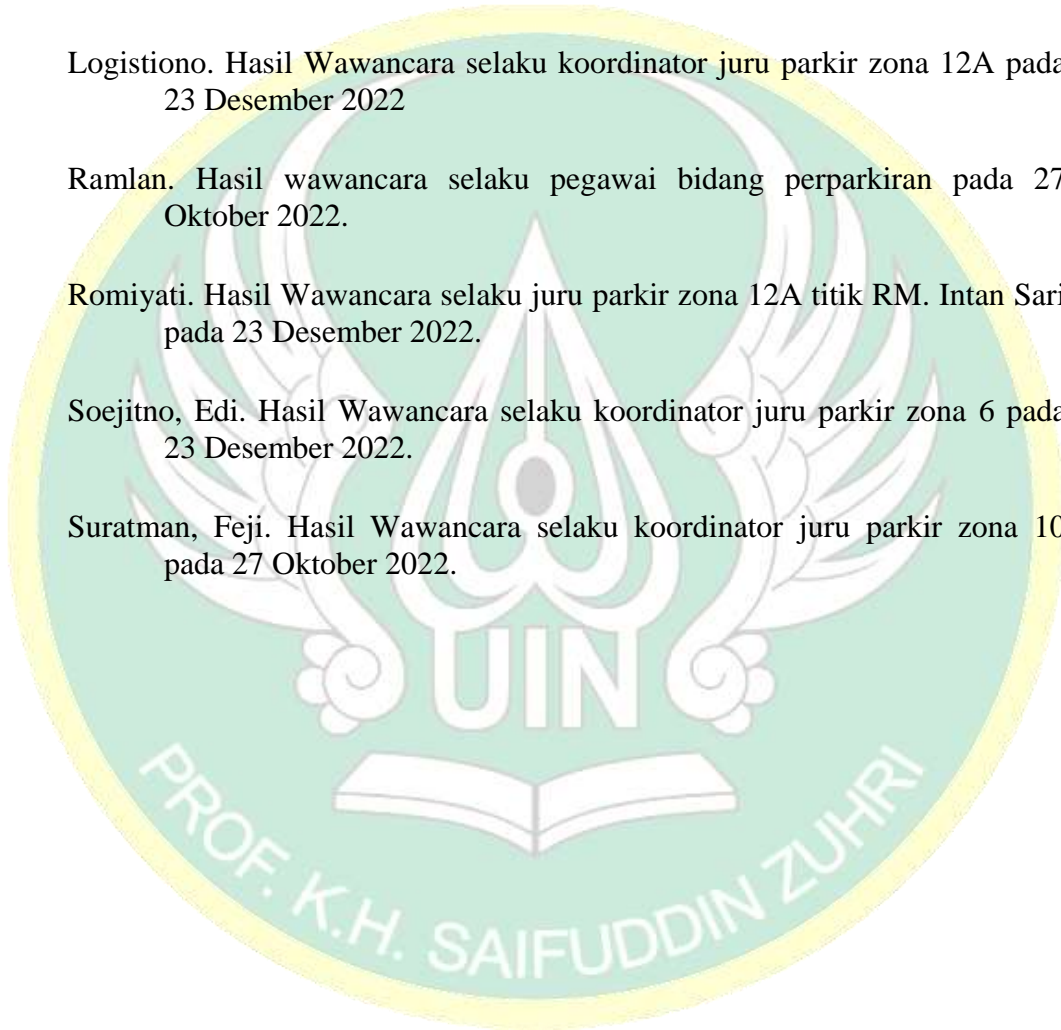 Logistiono. Hasil Wawancara selaku koordinator juru parkir zona 12A pada
23 Desember 2022
Ramlan. Hasil wawancara selaku pegawai bidang perparkiran pada 27
Oktober 2022.
Romiyati. Hasil Wawancara selaku juru parkir zona 12A titik RM. Intan Sari
pada 23 Desember 2022.
Soejitno, Edi. Hasil Wawancara selaku koordinator juru parkir zona 6 pada
23 Desember 2022.
Suratman, Feji. Hasil Wawancara selaku koordinator juru parkir zona 10
pada 27 Oktober 2022.
UIN
PROF. K.H. SAIFUDDIN ZUHRI